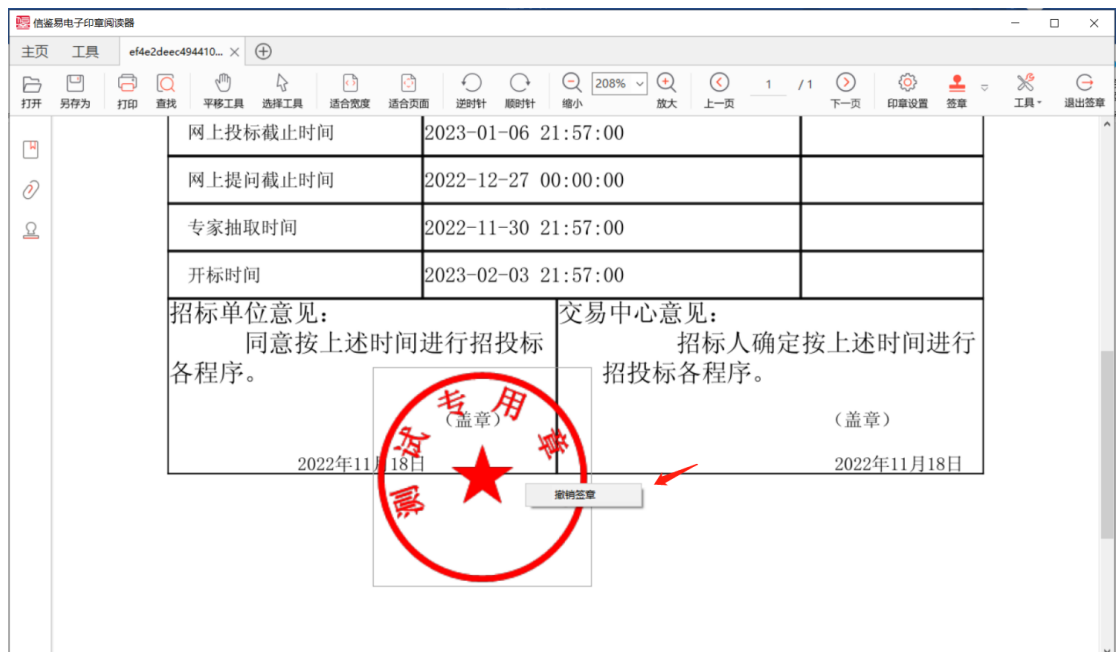 信鉴易电子印章阅读器
主页 工具 ef4e2deec494410...
打开 另存为 打印 查找 平移工具 选择工具 适合宽度 适合页面 逆时针 顺时针 缩小 208% 放大 上一页 1 / 1 下一页 印章设置 签章 工具 退出签章
网上投标截止时间 2023-01-06 21:57:00
网上提问截止时间 2022-12-27 00:00:00
专家抽取时间 2022-11-30 21:57:00
开标时间 2023-02-03 21:57:00
招标单位意见：
同意按上述时间进行招投标
各程序。
（盖章）
2022年11月18日
交易中心意见：
招标人确定按上述时间进行
招投标各程序。
（盖章）
2022年11月18日
测试专用章
撤销签章